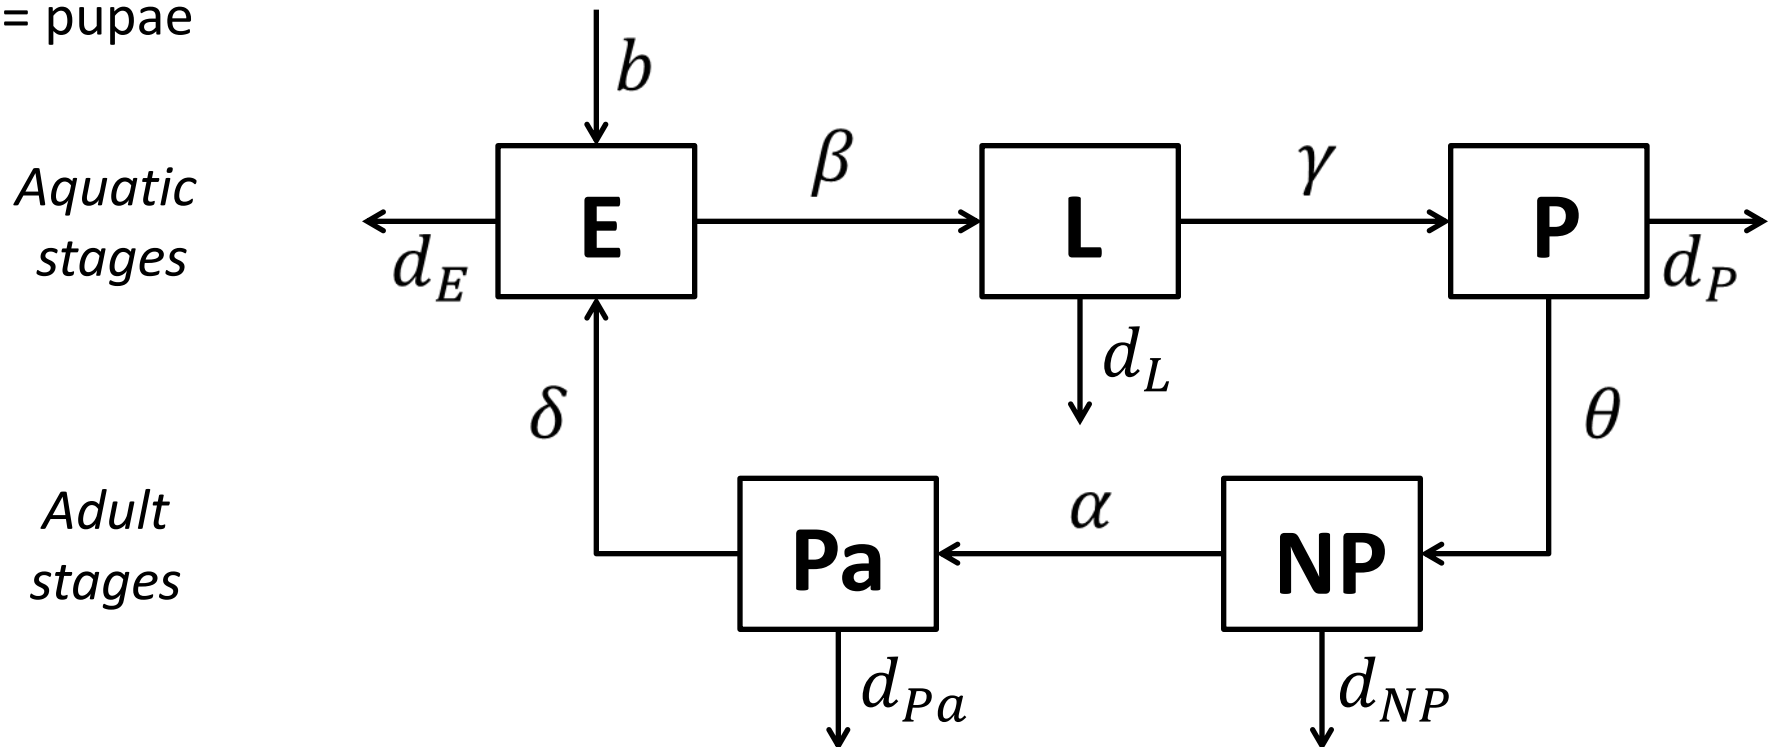 = pupae
b
Aquatic
stages
E
β
L
γ
P
d_E
d_P
d_L
δ
θ
Adult
stages
Pa
α
NP
d_Pa
d_NP